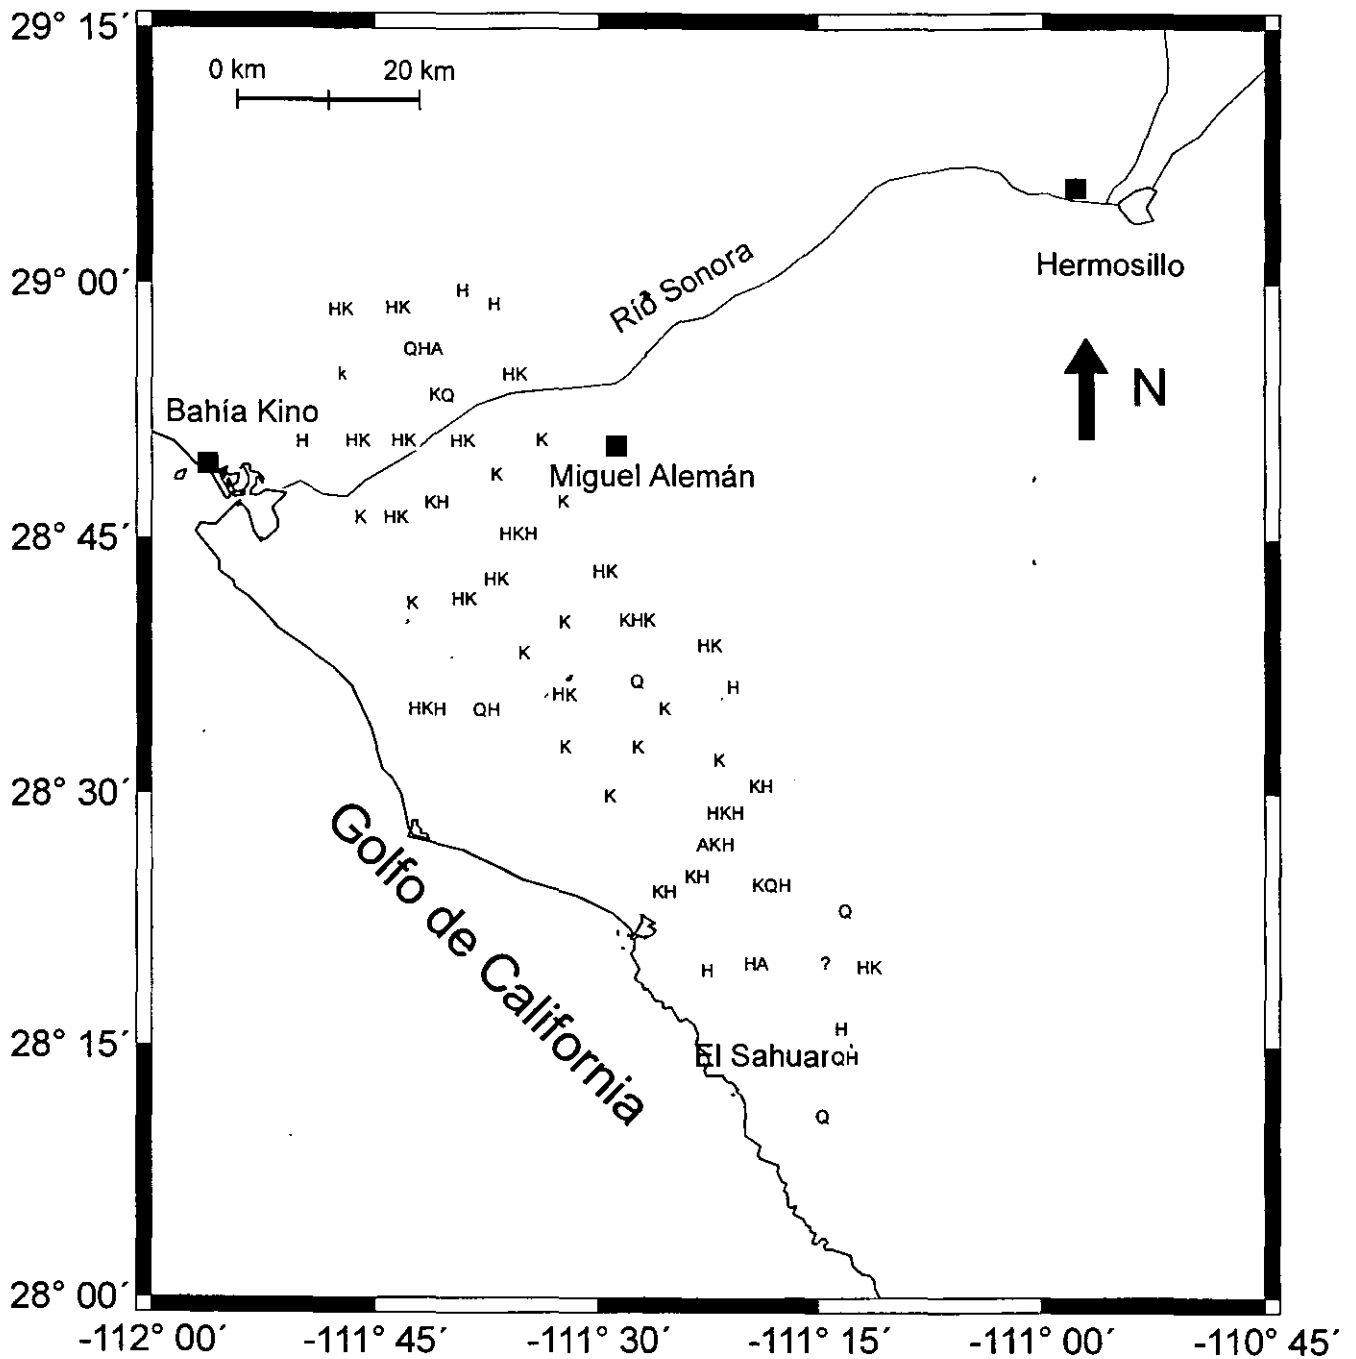 29° 15´
0 km 20 km
Hermosillo
Río Sonora
29° 00´
H
HK HK H
QHA
N
k HK
KQ
Bahía Kino
H HK HK HK K
Miguel Alemán
K
KH K
K HK
28° 45´
HKH
HK
HK
K HK
K KHK
HK
K
Q H
HK
HKH QH K
K K
K
28° 30´
KH
K
HKH
AKH
KH
KH KQH
Golfo de California
Q
H HA ? HK
H
28° 15´
El Sahuar QH
Q
28° 00´
-112° 00´ -111° 45´ -111° 30´ -111° 15´ -111° 00´ -110° 45´